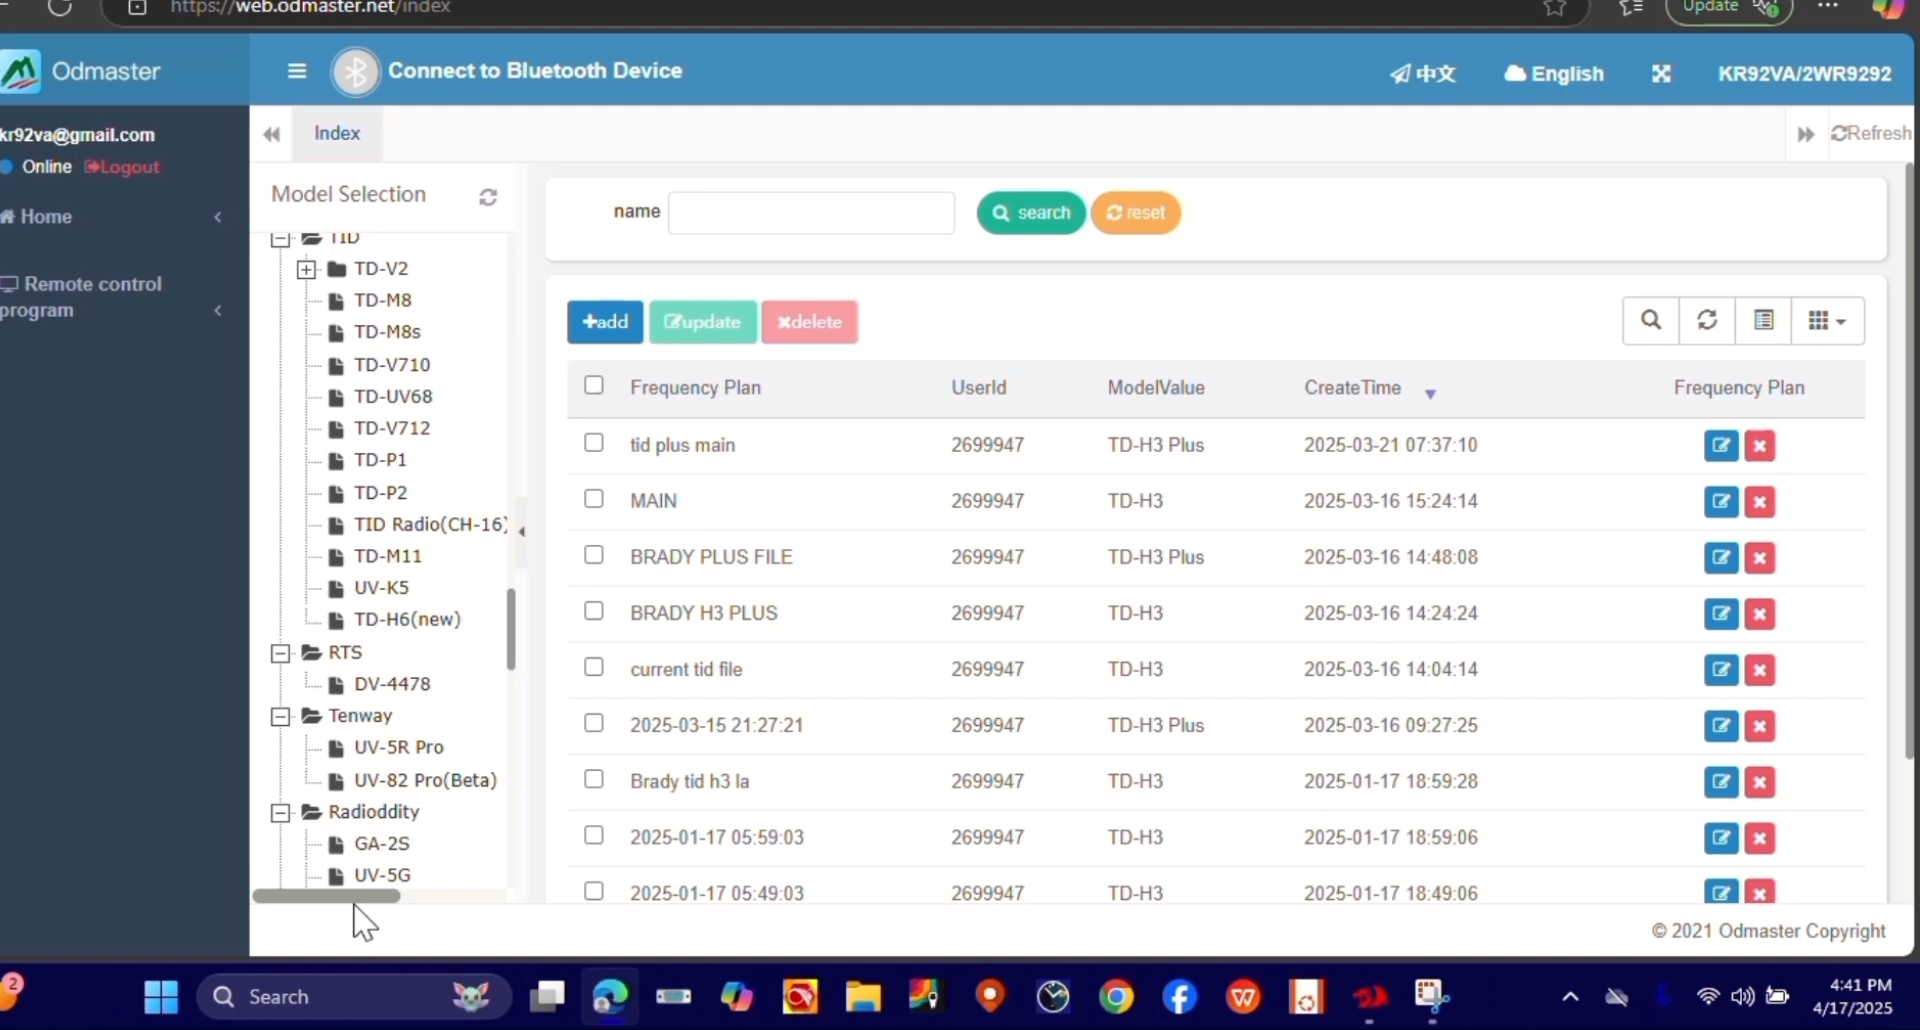 https://web.odmaster.net/index
Update
Odmaster
Connect to Bluetooth Device
中文
English
KR92VA/2WR9292
kr92va@gmail.com
Online Logout
Home
Remote control
program
Index
Refresh
Model Selection
TID
TD-V2
TD-M8
TD-M8s
TD-V710
TD-UV68
TD-V712
TD-P1
TD-P2
TID Radio(CH-16)
TD-M11
UV-K5
TD-H6(new)
RTS
DV-4478
Tenway
UV-5R Pro
UV-82 Pro(Beta)
Radioddity
GA-2S
UV-5G
name
search
reset
add
update
delete
Frequency Plan UserId ModelValue CreateTime Frequency Plan
tid plus main 2699947 TD-H3 Plus 2025-03-21 07:37:10
MAIN 2699947 TD-H3 2025-03-16 15:24:14
BRADY PLUS FILE 2699947 TD-H3 Plus 2025-03-16 14:48:08
BRADY H3 PLUS 2699947 TD-H3 2025-03-16 14:24:24
current tid file 2699947 TD-H3 2025-03-16 14:04:14
2025-03-15 21:27:21 2699947 TD-H3 Plus 2025-03-16 09:27:25
Brady tid h3 la 2699947 TD-H3 2025-01-17 18:59:28
2025-01-17 05:59:03 2699947 TD-H3 2025-01-17 18:59:06
2025-01-17 05:49:03 2699947 TD-H3 2025-01-17 18:49:06
© 2021 Odmaster Copyright
2
Search
4:41 PM
4/17/2025